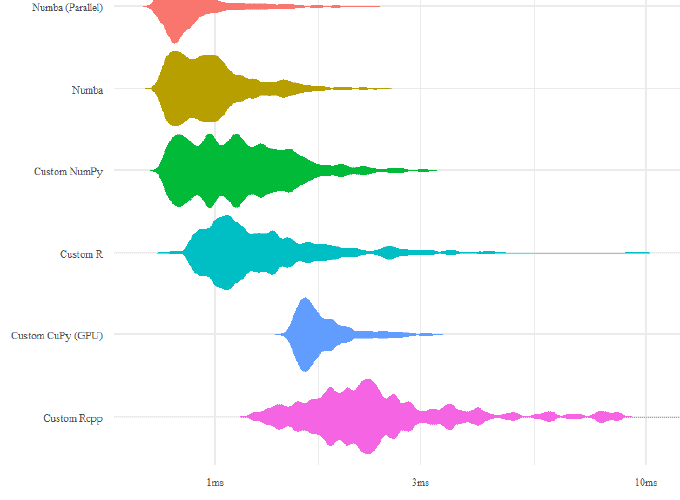 Numba (Parallel)
Numba
Custom NumPy
Custom R
Custom CuPy (GPU)
Custom Rcpp
1ms
3ms
10ms